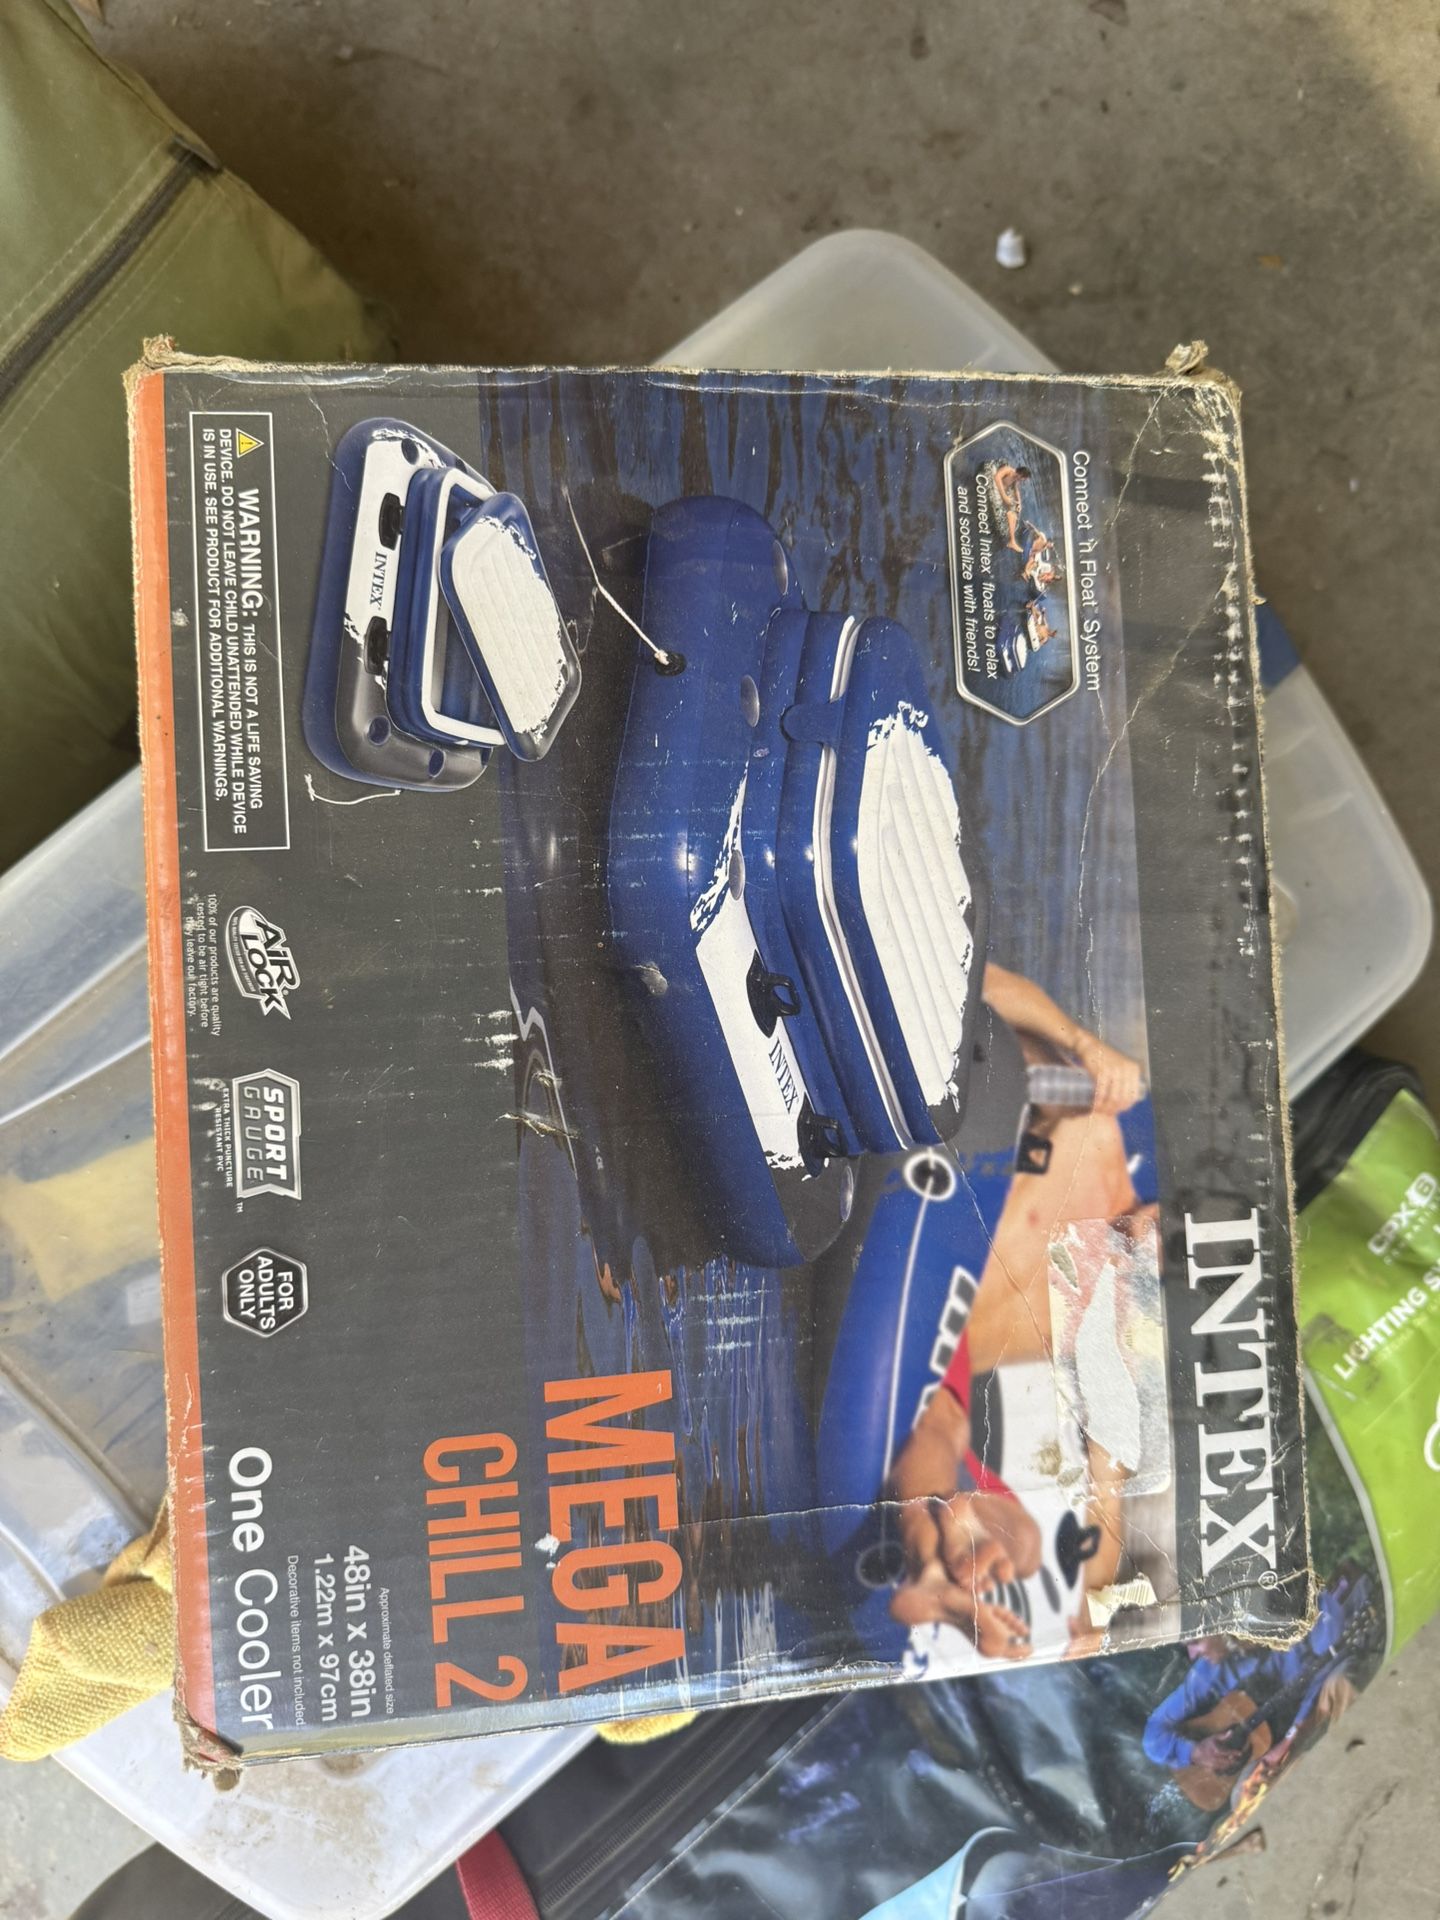 INTEX®
Connect 'n Float® System
"Connect Intex® floats to relax
and socialize with friends!
INTEX
INTEX
MEGA
CHILL 2
Approximate deflated size
48in x 38in
1.22m x 97cm
Decorative items not included
One Cooler
WARNING: THIS IS NOT A LIFE SAVING
DEVICE. DO NOT LEAVE CHILD UNATTENDED WHILE DEVICE
IS IN USE. SEE PRODUCT FOR ADDITIONAL WARNINGS.
AIR
LOCK
100% of our products are quality
tested to be air tight before
they leave our factory.
SPORT
GAUGE™
EXTRA THICK PUNCTURE
RESISTANT PVC
FOR
ADULTS
ONLY
LIGHTING